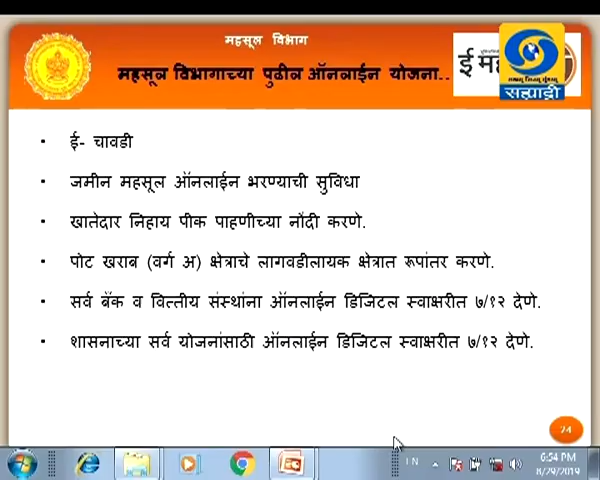 महसूल विभाग
महसूल विभागाच्या पुढील ऑनलाईन योजना..
ई
सह्याद्री
ई- चावडी
जमीन महसूल ऑनलाईन भरण्याची सुविधा
खातेदार निहाय पीक पाहणीच्या नोंदी करणे.
पोट खराब (वर्ग अ) क्षेत्राचे लागवडीलायक क्षेत्रात रूपांतर करणे.
सर्व बँक व वित्तीय संस्थांना ऑनलाईन डिजिटल स्वाक्षरीत ७/१२ देणे.
शासनाच्या सर्व योजनांसाठी ऑनलाईन डिजिटल स्वाक्षरीत ७/१२ देणे.
24
EN
6:54 PM
8/29/2019